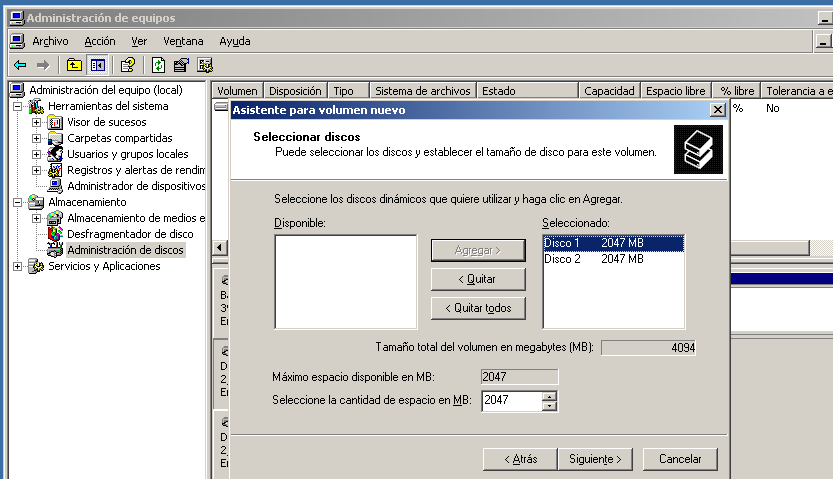 Administración de equipos
Archivo Acción Ver Ventana Ayuda
Administración del equipo (local)
Herramientas del sistema
Visor de sucesos
Carpetas compartidas
Usuarios y grupos locales
Registros y alertas de rendim
Administrador de dispositivos
Almacenamiento
Almacenamiento de medios e
Desfragmentador de disco
Administración de discos
Servicios y Aplicaciones
Volumen Disposición Tipo Sistema de archivos Estado Capacidad Espacio libre % libre Tolerancia a e
% No
Asistente para volumen nuevo
Seleccionar discos
Puede seleccionar los discos y establecer el tamaño de disco para este volumen.
Seleccione los discos dinámicos que quiere utilizar y haga clic en Agregar.
Disponible:
Seleccionado:
Agregar >
< Quitar
< Quitar todos
Disco 1 2047 MB
Disco 2 2047 MB
Tamaño total del volumen en megabytes (MB): 4094
Máximo espacio disponible en MB: 2047
Seleccione la cantidad de espacio en MB: 2047
< Atrás Siguiente > Cancelar